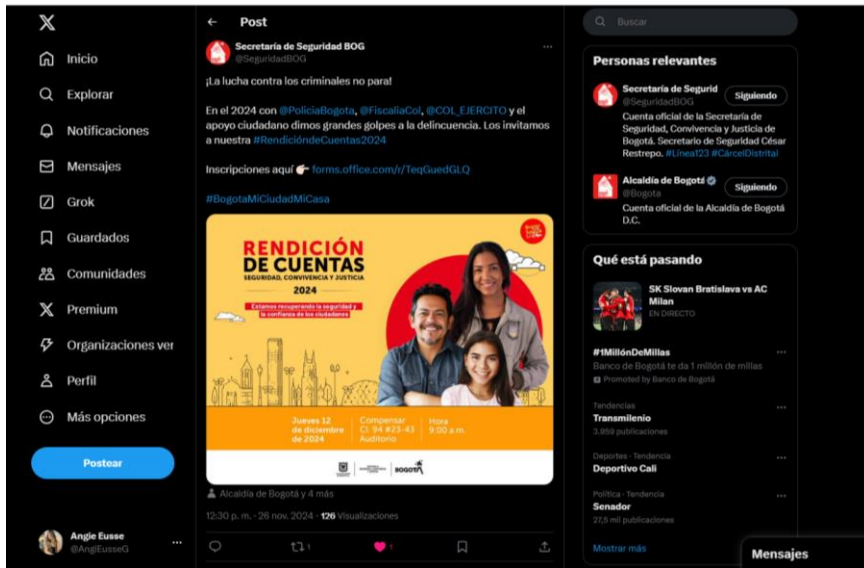 Inicio
Explorar
Notificaciones
Mensajes
Grok
Guardados
Comunidades
Premium
Organizaciones ver
Perfil
Más opciones
Postear
Angie Eusse
@AngiEusseG
Post
Secretaría de Seguridad BOG
@SeguridadBOG
¡La lucha contra los criminales no para!
En el 2024 con @PoliciaBogota, @FiscaliaCol, @COL_EJERCITO y el
apoyo ciudadano dimos grandes golpes a la delincuencia. Los invitamos
a nuestra #RendicióndeCuentas2024
Inscripciones aquí 👉🏻 forms.office.com/r/TeqGuedGLQ
#BogotaMiCiudadMiCasa
RENDICIÓN
DE CUENTAS
SEGURIDAD, CONVIVENCIA Y JUSTICIA
2024
Estamos recuperando la seguridad y
la confianza de los ciudadanos
Jueves 12
de diciembre
de 2024
Compensar
Cl. 94 #23-43
Auditorio
Hora
9:00 a.m.
BOGOTÁ
Alcaldía de Bogotá y 4 más
12:30 p. m. · 26 nov. 2024 · 126 Visualizaciones
1
1
Buscar
Personas relevantes
Secretaría de Segurid
@SeguridadBOG
Siguiendo
Cuenta oficial de la Secretaría de
Seguridad, Convivencia y Justicia de
Bogotá. Secretario de Seguridad César
Restrepo. #Línea123 #CárcelDistrital
Alcaldía de Bogotá
@Bogota
Siguiendo
Cuenta oficial de la Alcaldía de Bogotá
D.C.
Qué está pasando
SK Slovan Bratislava vs AC
Milan
EN DIRECTO
#1MillónDeMillas
Banco de Bogotá te da 1 millón de millas
Promoted by Banco de Bogotá
Tendencias
Transmilenio
3.959 publicaciones
Deportes · Tendencia
Deportivo Cali
Política · Tendencia
Senador
27,5 mil publicaciones
Mostrar más
Mensajes